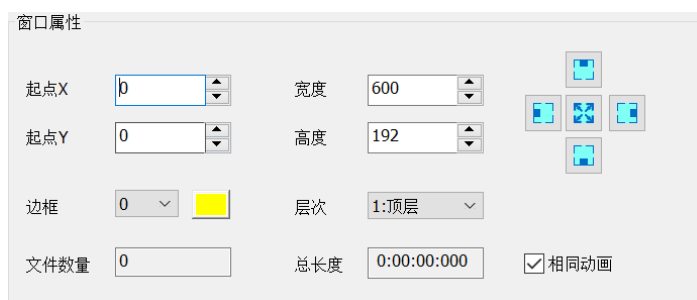 窗口属性
起点X 0 宽度 600
起点Y 0 高度 192
边框 0 层次 1:顶层
文件数量 0 总长度 0:00:00:000 相同动画